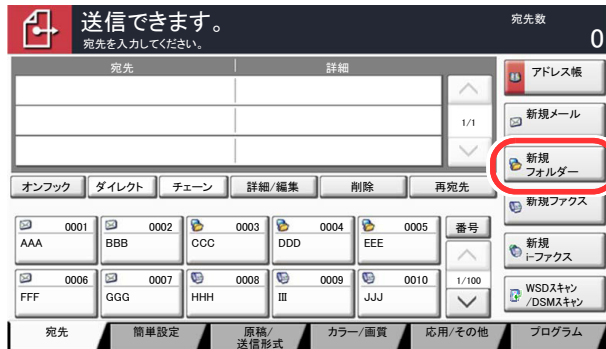 送信できます。
宛先を入力してください。
宛先数
0
宛先 詳細
1/1
アドレス帳
新規メール
新規
フォルダー
新規ファクス
新規
i-ファクス
WSDスキャン
/DSMスキャン
オンフック ダイレクト チェーン 詳細/編集 削除 再宛先
0001 0002 0003 0004 0005 番号
AAA BBB CCC DDD EEE
0006 0007 0008 0009 0010 1/100
FFF GGG HHH III JJJ
宛先 簡単設定 原稿/
送信形式 カラー/画質 応用/その他 プログラム